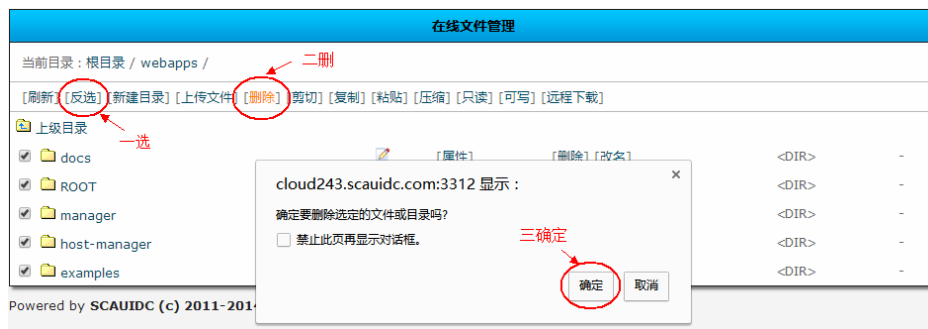 在线文件管理
当前目录：根目录 / webapps /
二删
[刷新] [反选] [新建目录] [上传文件] [删除] [剪切] [复制] [粘贴] [压缩] [只读] [可写] [远程下载]
上级目录
一选
docs [属性] [删除] [改名] <DIR> -
ROOT <DIR> -
manager <DIR> -
host-manager <DIR> -
examples <DIR> -
cloud243.scauidc.com:3312 显示： ×
确定要删除选定的文件或目录吗?
禁止此页再显示对话框。
三确定
确定 取消
Powered by SCAUIDC (c) 2011-201